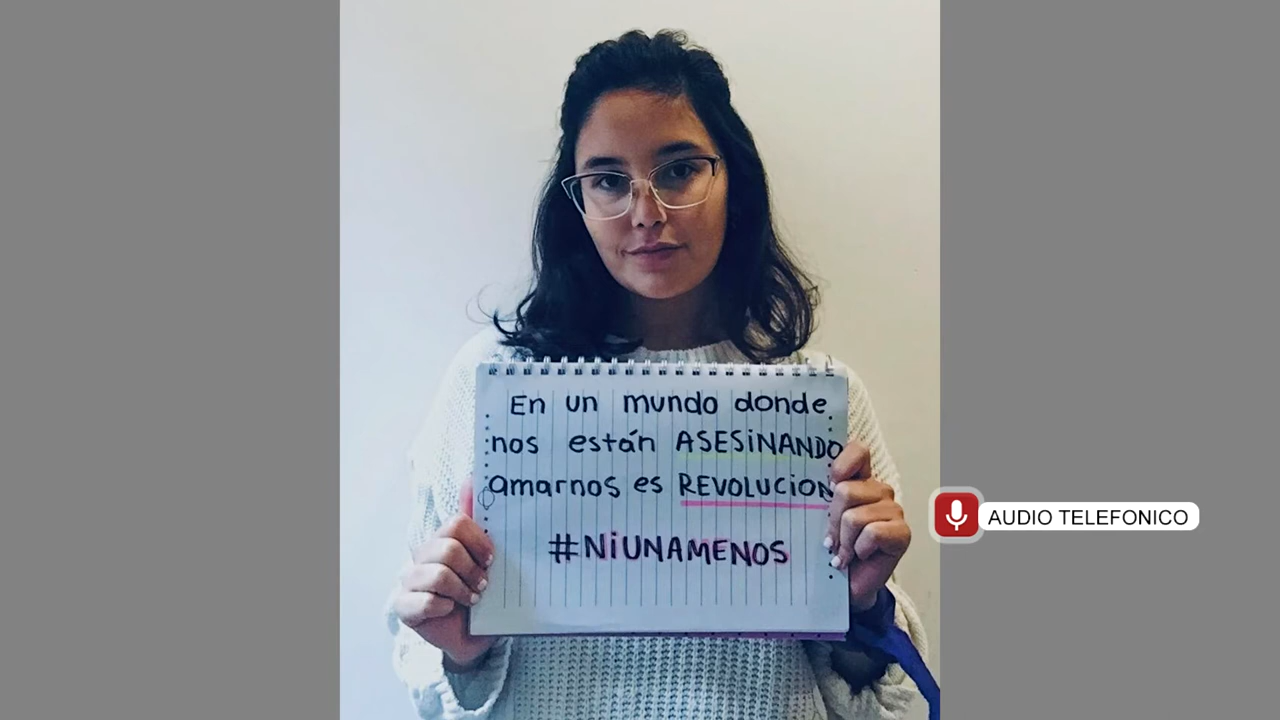 En un mundo donde
nos están ASESiNANDO
amarnos es REVOLUCiON
#NiUNAMENOS
AUDIO TELEFONICO